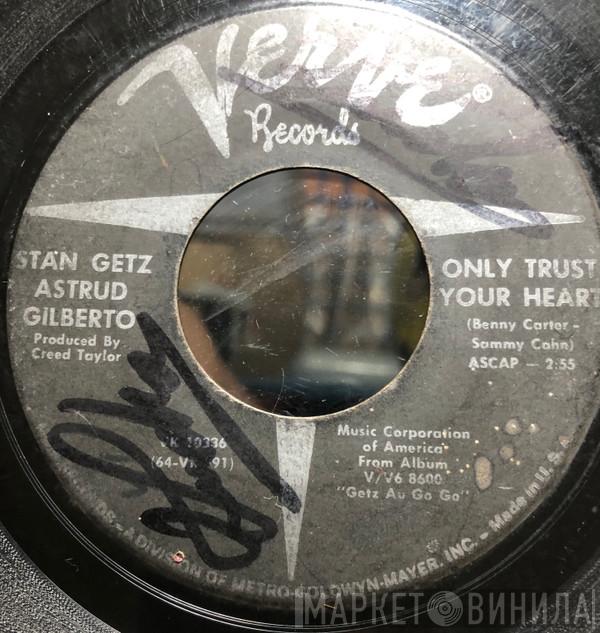 Verve®
Records
STAN GETZ
ASTRUD
GILBERTO
Produced By
Creed Taylor
ONLY TRUST
YOUR HEART
(Benny Carter -
Sammy Cahn)
ASCAP — 2:55
VK 10336
Music Corporation
of America
From Album
V/V6 8600
"Getz Au Go Go"
A DIVISION OF METRO-GOLDWYN-MAYER, INC. - Made in U.S.A.
МАРКЕТ ВИНИЛА